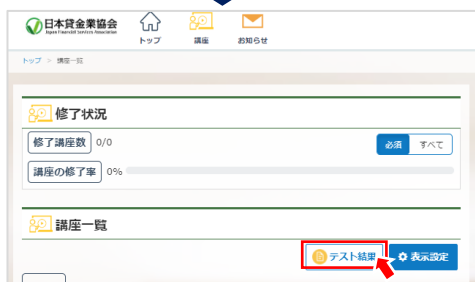 日本貸金業協会
Japan Financial Services Association
トップ
講座
お知らせ
トップ > 講座一覧
修了状況
修了講座数 0/0
必須 すべて
講座の修了率 0%
講座一覧
テスト結果
表示設定